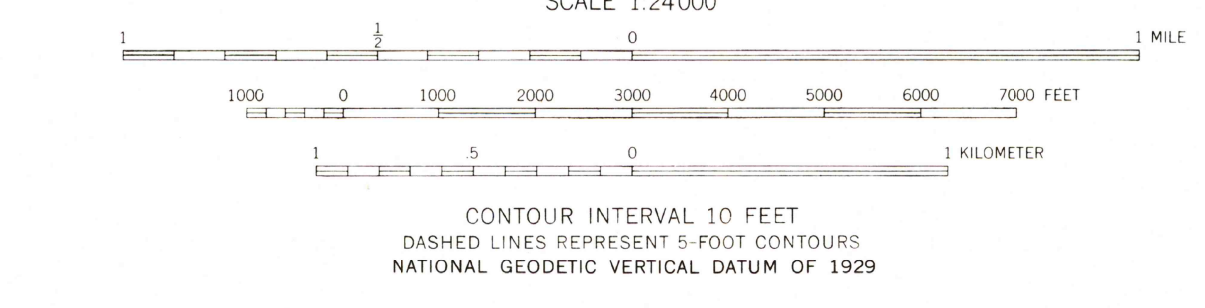 SCALE 1:24000
1 1/2 0 1 MILE
1000 0 1000 2000 3000 4000 5000 6000 7000 FEET
1 .5 0 1 KILOMETER
CONTOUR INTERVAL 10 FEET
DASHED LINES REPRESENT 5-FOOT CONTOURS
NATIONAL GEODETIC VERTICAL DATUM OF 1929